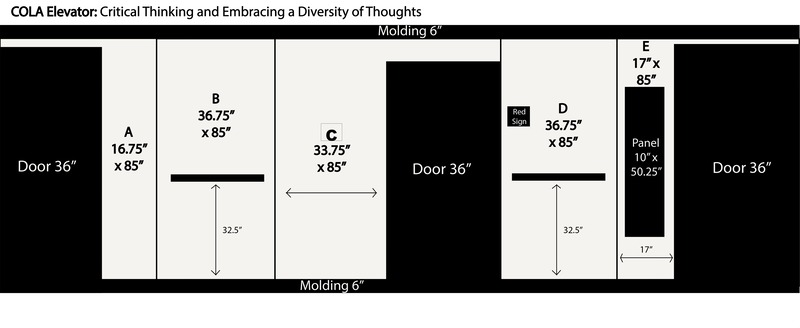 COLA Elevator: Critical Thinking and Embracing a Diversity of Thoughts
Molding 6”
Door 36”
A
16.75”
x 85”
B
36.75”
x 85”
32.5”
C
33.75”
x 85”
Door 36”
Red
Sign
D
36.75”
x 85”
32.5”
E
17” x
85”
Panel
10” x
50.25”
17”
Door 36”
Molding 6”